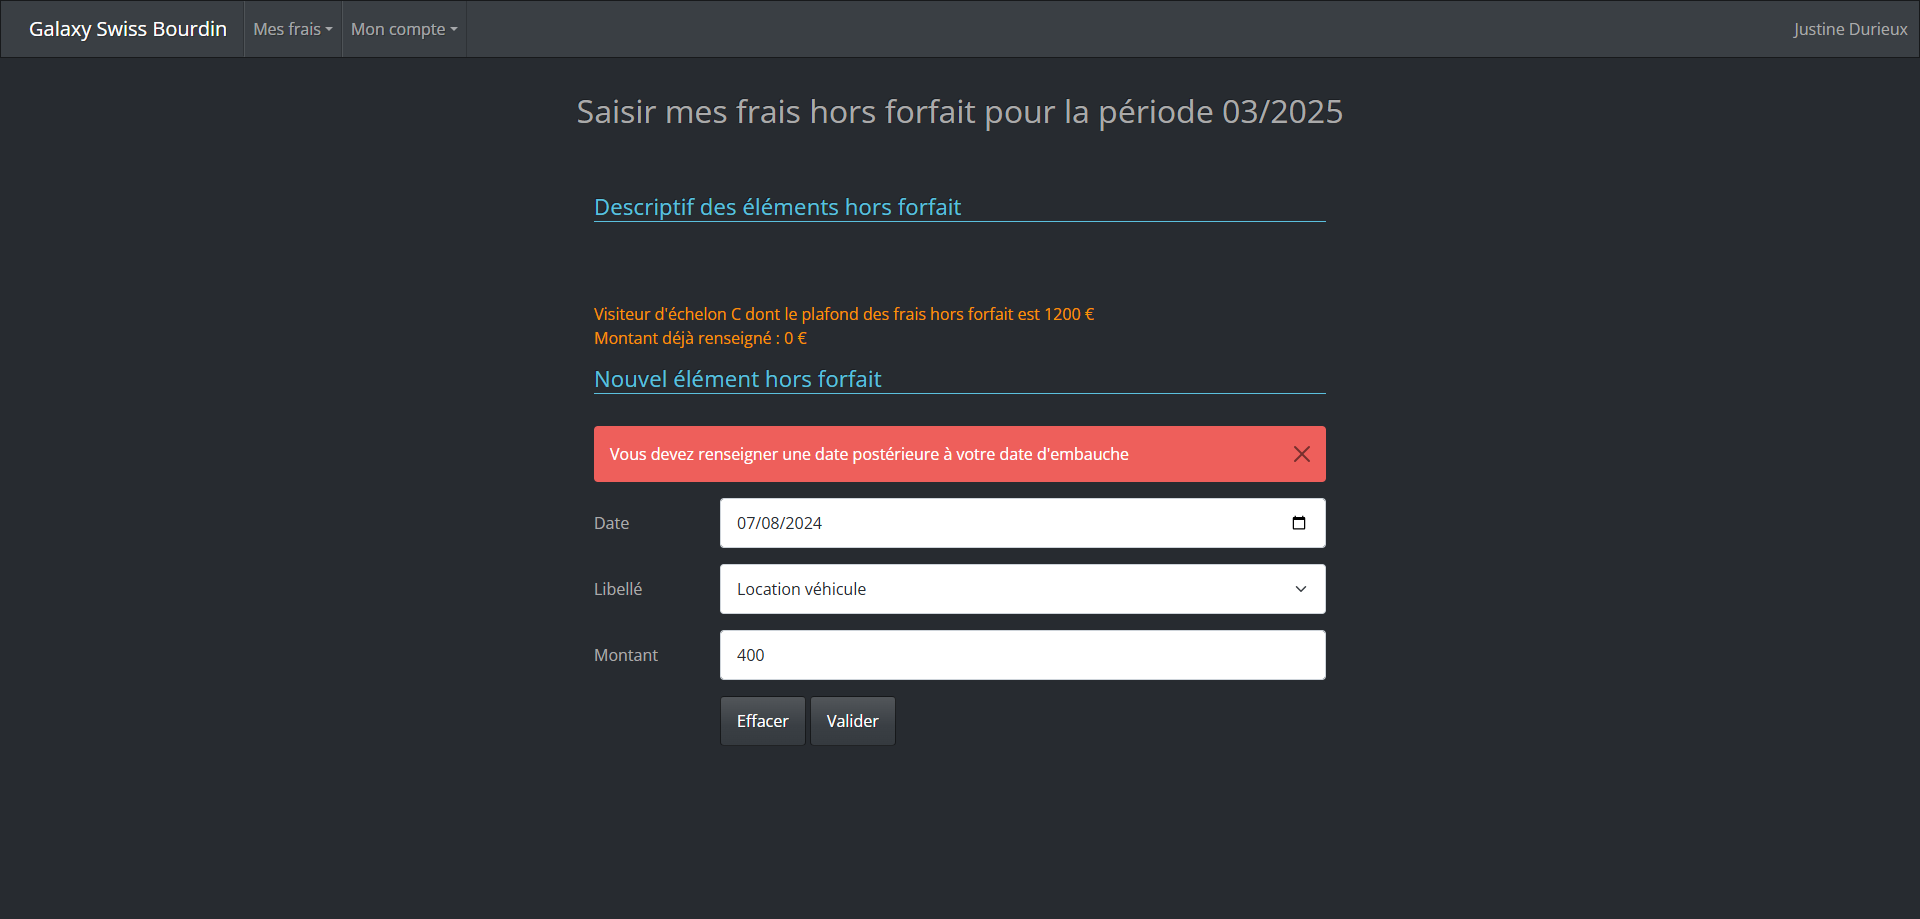 Galaxy Swiss Bourdin Mes frais Mon compte Justine Durieux
Saisir mes frais hors forfait pour la période 03/2025
Descriptif des éléments hors forfait
Visiteur d'échelon C dont le plafond des frais hors forfait est 1200 €
Montant déjà renseigné : 0 €
Nouvel élément hors forfait
Vous devez renseigner une date postérieure à votre date d'embauche
Date 07/08/2024
Libellé Location véhicule
Montant 400
Effacer Valider